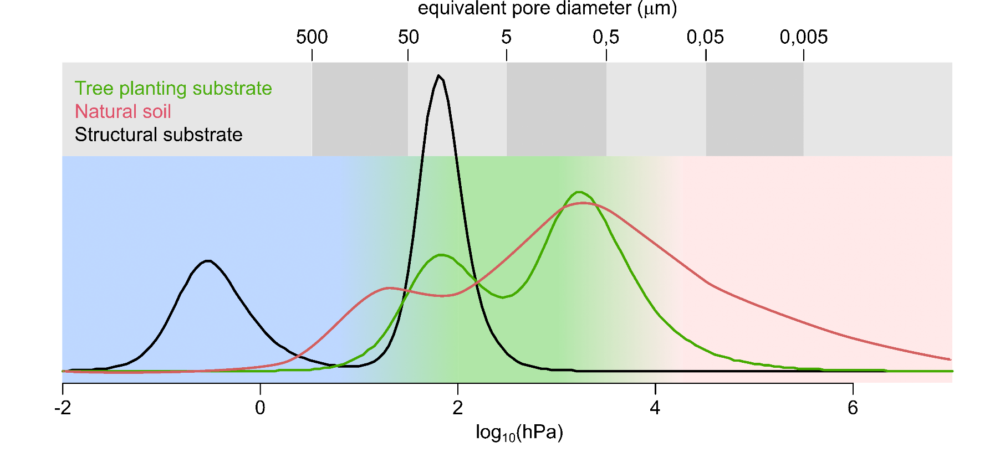 equivalent pore diameter (μm)
500 50 5 0,5 0,05 0,005
Tree planting substrate
Natural soil
Structural substrate
-2 0 2 4 6
log₁₀(hPa)